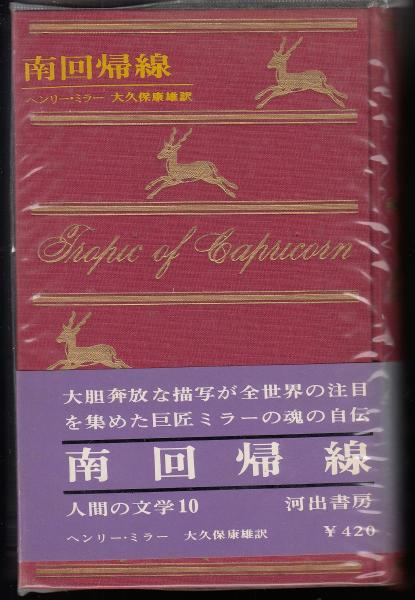 南回帰線
ヘンリー・ミラー 大久保康雄訳
Tropic of Capricorn
大胆奔放な描写が全世界の注目
を集めた巨匠ミラーの魂の自伝
南回帰線
人間の文学10 河出書房
ヘンリー・ミラー 大久保康雄訳 ￥420